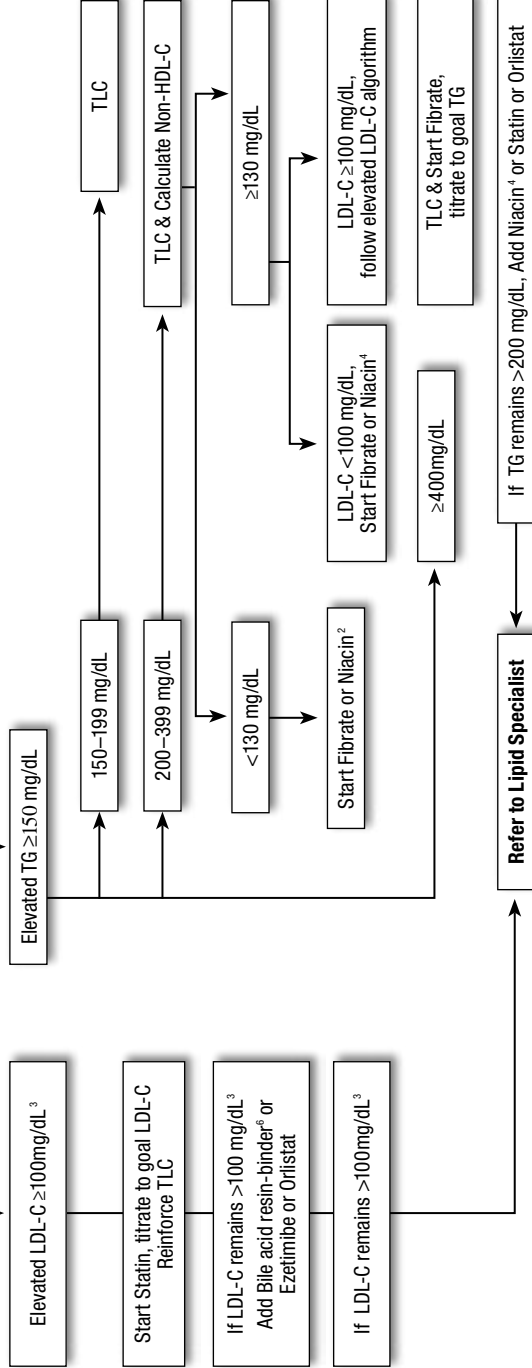 Elevated LDL-C ≥100mg/dL³
Start Statin, titrate to goal LDL-C
Reinforce TLC
If LDL-C remains >100 mg/dL³
Add Bile acid resin-binder⁶ or
Ezetimibe or Orlistat
If LDL-C remains >100mg/dL³
Elevated TG ≥150 mg/dL
150–199 mg/dL
TLC
200–399 mg/dL
TLC & Calculate Non-HDL-C
<130 mg/dL
≥130 mg/dL
Start Fibrate or Niacin²
LDL-C <100 mg/dL,
Start Fibrate or Niacin⁴
LDL-C ≥100 mg/dL,
follow elevated LDL-C algorithm
≥400mg/dL
TLC & Start Fibrate,
titrate to goal TG
Refer to Lipid Specialist
If TG remains >200 mg/dL, Add Niacin⁴ or Statin or Orlistat